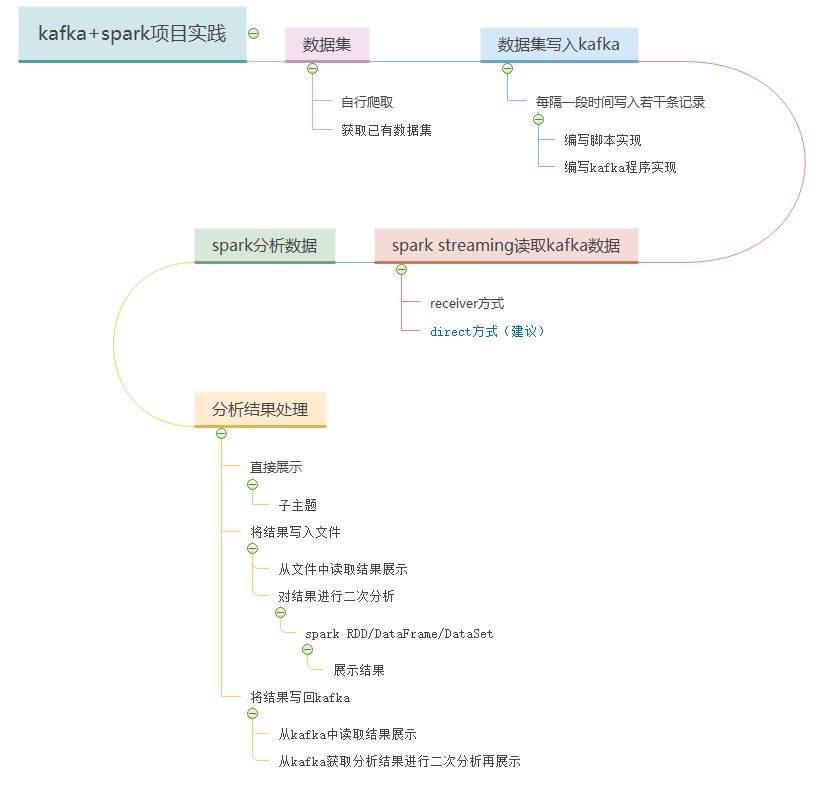 kafka+spark项目实践
数据集
自行爬取
获取已有数据集
数据集写入kafka
每隔一段时间写入若干条记录
编写脚本实现
编写kafka程序实现
spark streaming读取kafka数据
receiver方式
direct方式（建议）
spark分析数据
分析结果处理
直接展示
子主题
将结果写入文件
从文件中读取结果展示
对结果进行二次分析
spark RDD/DataFrame/DataSet
展示结果
将结果写回kafka
从kafka中读取结果展示
从kafka获取分析结果进行二次分析再展示